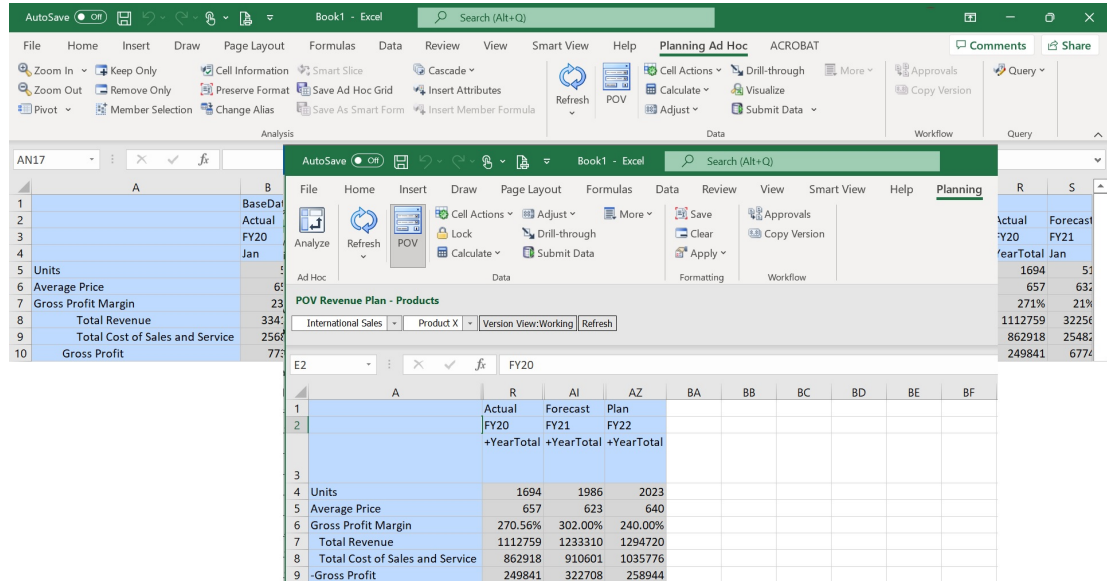 AutoSave Off Book1 - Excel Search (Alt+Q)
File Home Insert Draw Page Layout Formulas Data Review View Smart View Help Planning Ad Hoc ACROBAT Comments Share
Zoom In Keep Only Cell Information Smart Slice Cascade Cell Actions Drill-through More Approvals Query
Zoom Out Remove Only Preserve Format Save Ad Hoc Grid Insert Attributes Refresh POV Calculate Visualize Copy Version
Pivot Member Selection Change Alias Save As Smart Form Insert Member Formula Adjust Submit Data
Analysis Data Workflow Query
AN17 fx
A B R S
1 BaseDat
2 Actual Actual Forecast
3 FY20 FY20 FY21
4 Jan YearTotal Jan
5 Units 1694 51
6 Average Price 65 657 632
7 Gross Profit Margin 23 271% 21%
8 Total Revenue 3341 1112759 32256
9 Total Cost of Sales and Service 2568 862918 25482
10 Gross Profit 773 249841 6774
AutoSave Off Book1 - Excel Search (Alt+Q)
File Home Insert Draw Page Layout Formulas Data Review View Smart View Help Planning
Analyze Refresh POV Cell Actions Adjust More Save Approvals
Lock Drill-through Clear Copy Version
Calculate Submit Data Apply
Ad Hoc Data Formatting Workflow
POV Revenue Plan - Products
International Sales Product X Version View:Working Refresh
E2 fx FY20
A R AI AZ BA BB BC BD BE BF
1 Actual Forecast Plan
2 FY20 FY21 FY22
3 +YearTotal +YearTotal +YearTotal
4 Units 1694 1986 2023
5 Average Price 657 623 640
6 Gross Profit Margin 270.56% 302.00% 240.00%
7 Total Revenue 1112759 1233310 1294720
8 Total Cost of Sales and Service 862918 910601 1035776
9 -Gross Profit 249841 322708 258944